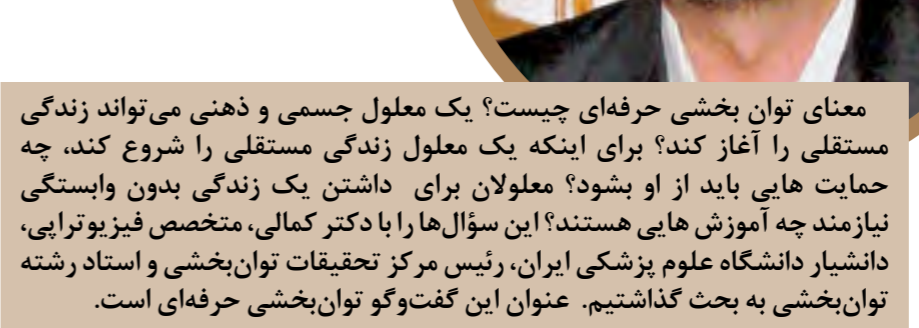 معنای توان بخشی حرفه‌ای چیست؟ یک معلول جسمی و ذهنی می‌تواند زندگی
مستقلی را آغاز کند؟ برای اینکه یک معلول زندگی مستقلی را شروع کند، چه
حمایت هایی باید از او بشود؟ معلولان برای داشتن یک زندگی بدون وابستگی
نیازمند چه آموزش هایی هستند؟ این سؤال‌ها را با دکتر کمالی، متخصص فیزیوتراپی،
دانشیار دانشگاه علوم پزشکی ایران، رئیس مرکز تحقیقات توان‌بخشی و استاد رشته
توان‌بخشی به بحث گذاشتیم. عنوان این گفت‌وگو توان‌بخشی حرفه‌ای است.